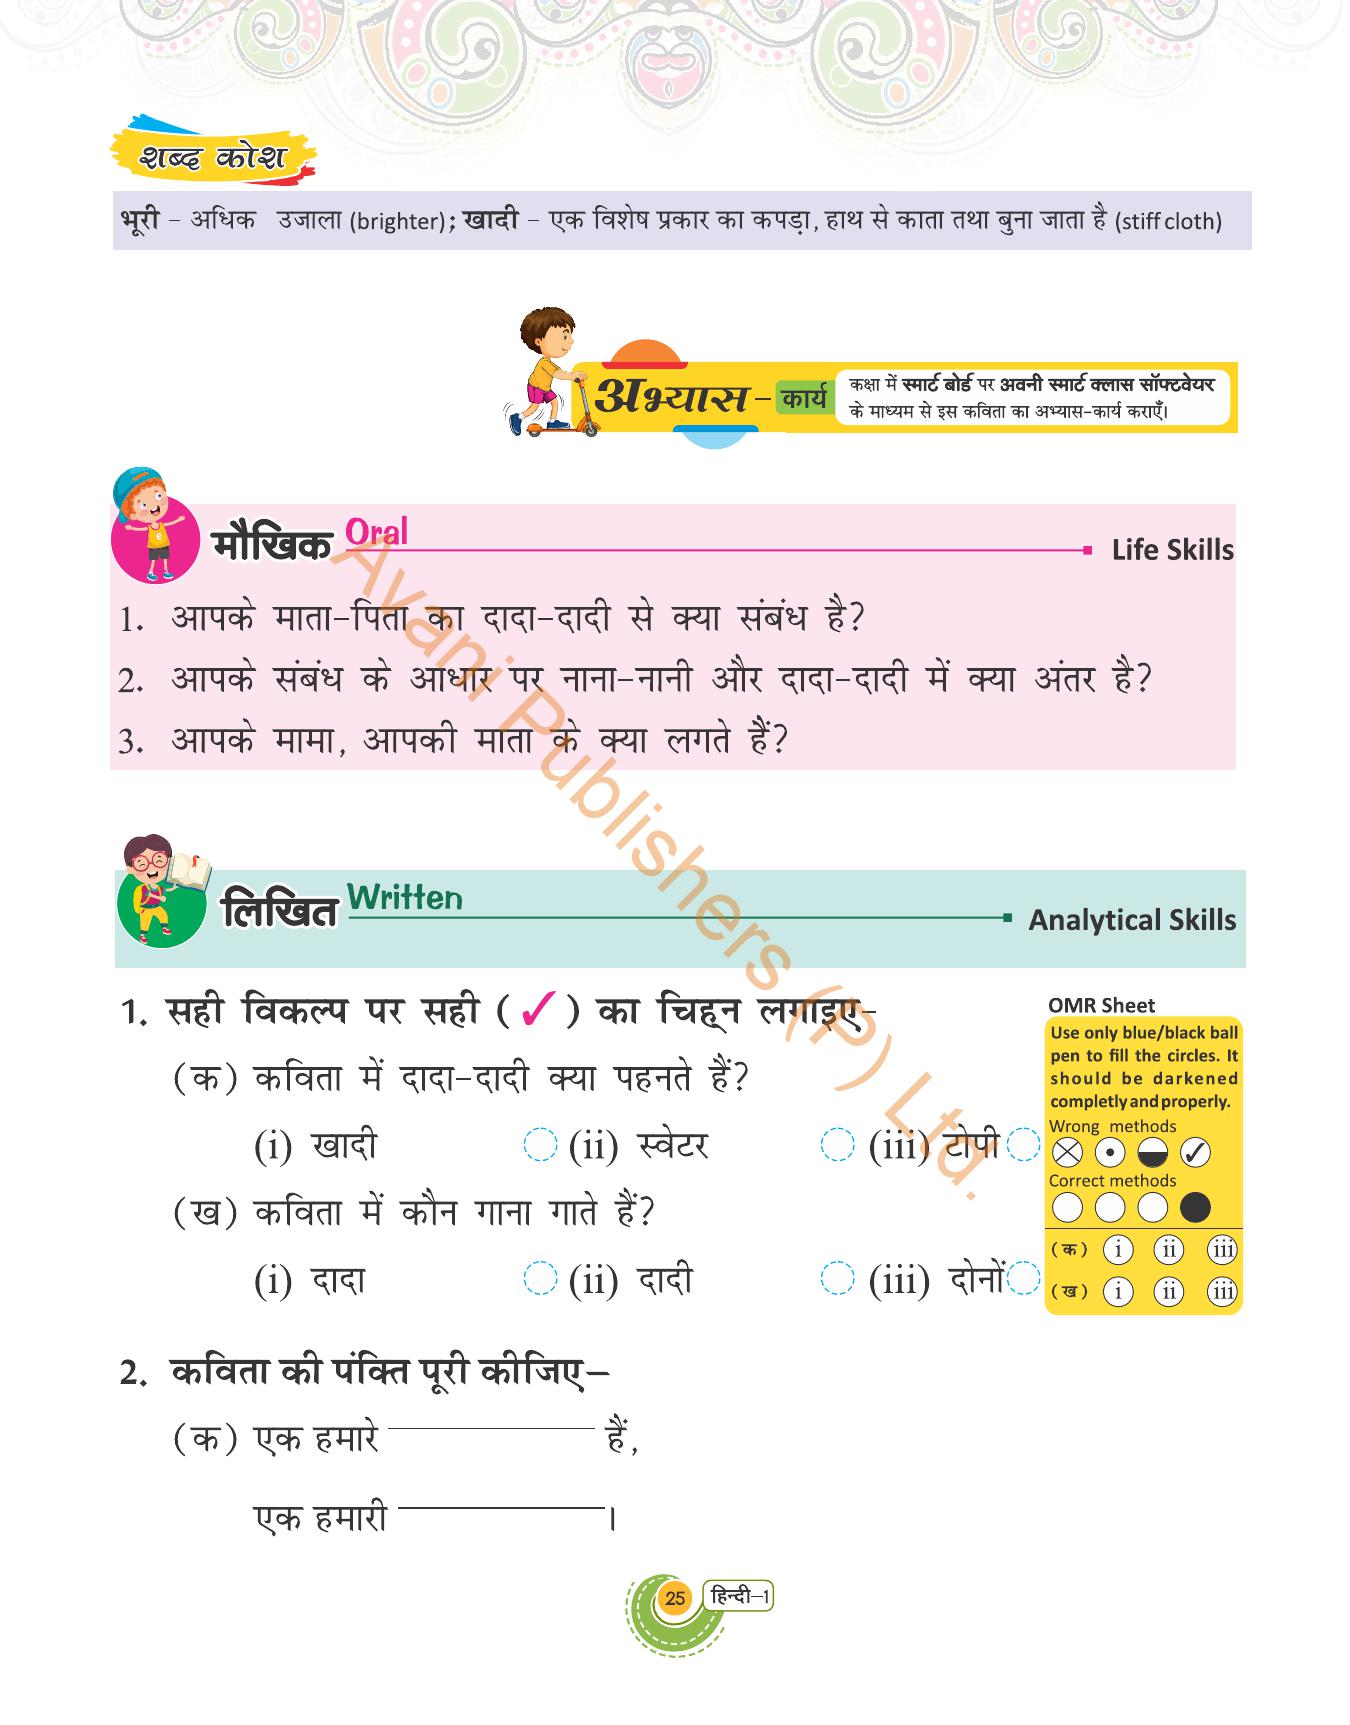 शब्द कोश
भूरी – अधिक उजाला (brighter); खादी – एक विशेष प्रकार का कपड़ा, हाथ से काता तथा बुना जाता है (stiff cloth)
अभ्यास – कार्य
कक्षा में स्मार्ट बोर्ड पर अवनी स्मार्ट क्लास सॉफ्टवेयर
के माध्यम से इस कविता का अभ्यास-कार्य कराएँ।
मौखिक Oral Life Skills
1. आपके माता-पिता का दादा-दादी से क्या संबंध है?
2. आपके संबंध के आधार पर नाना-नानी और दादा-दादी में क्या अंतर है?
3. आपके मामा, आपकी माता के क्या लगते हैं?
लिखित Written Analytical Skills
1. सही विकल्प पर सही (✓) का चिह्न लगाइए-
(क) कविता में दादा-दादी क्या पहनते हैं?
(i) खादी (ii) स्वेटर (iii) टोपी
(ख) कविता में कौन गाना गाते हैं?
(i) दादा (ii) दादी (iii) दोनों
OMR Sheet
Use only blue/black ball
pen to fill the circles. It
should be darkened
completly and properly.
Wrong methods
Correct methods
(क) i ii iii
(ख) i ii iii
2. कविता की पंक्ति पूरी कीजिए–
(क) एक हमारे ____________ हैं,
एक हमारी ____________।
25 हिन्दी–1
Avani Publishers (P) Ltd.